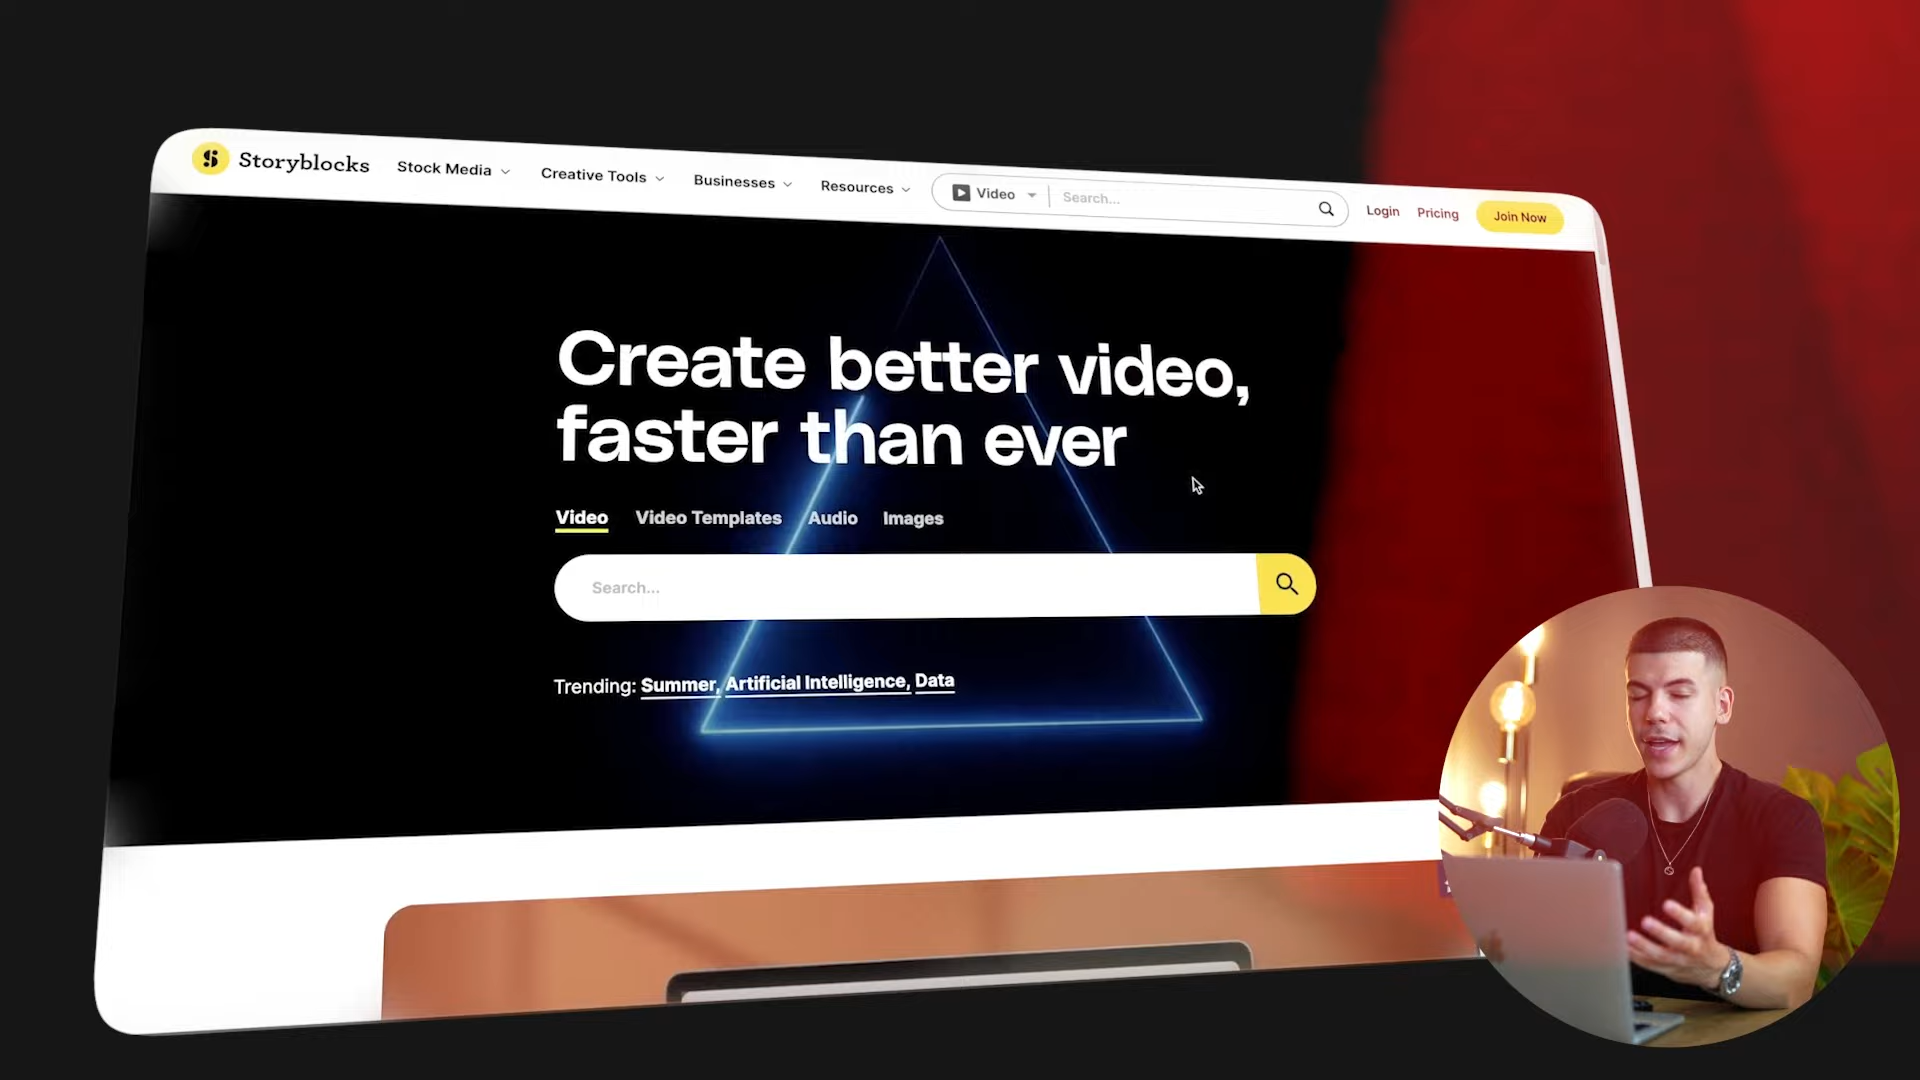 Storyblocks
Stock Media
Creative Tools
Businesses
Resources
Video
Search...
Login
Pricing
Join Now
Create better video,
faster than ever
Video
Video Templates
Audio
Images
Search...
Trending: Summer, Artificial Intelligence, Data